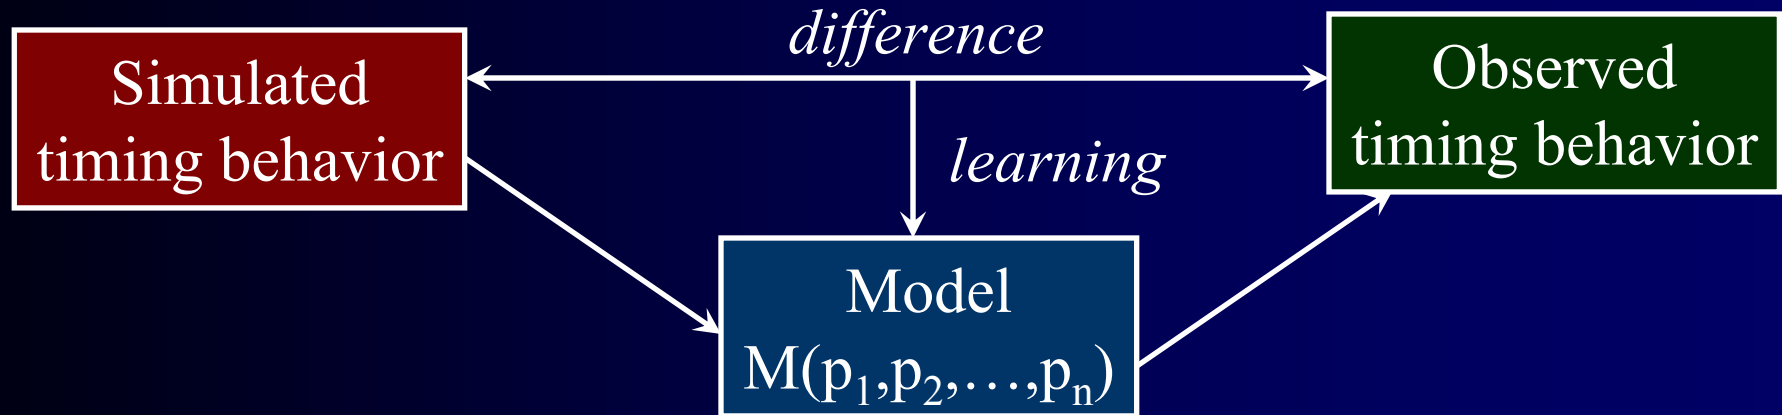 difference
Simulated
timing behavior
Observed
timing behavior
learning
Model
M(p₁,p₂,…,pₙ)